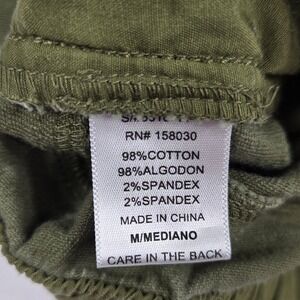 RN# 158030
98%COTTON
98%ALGODON
2%SPANDEX
2%SPANDEX
MADE IN CHINA
M/MEDIANO
CARE IN THE BACK